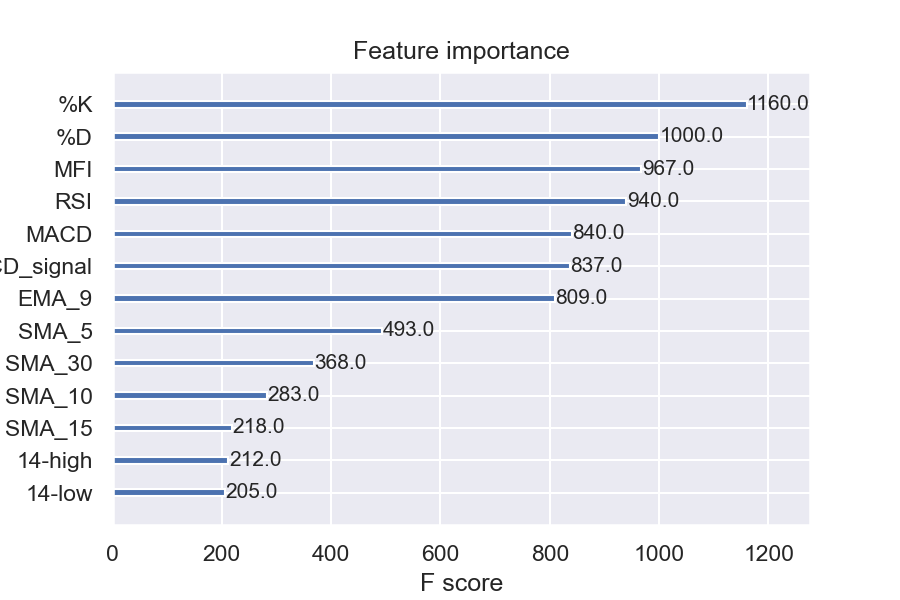 Feature importance
%K 1160.0
%D 1000.0
MFI 967.0
RSI 940.0
MACD 840.0
CD_signal 837.0
EMA_9 809.0
SMA_5 493.0
SMA_30 368.0
SMA_10 283.0
SMA_15 218.0
14-high 212.0
14-low 205.0
0 200 400 600 800 1000 1200
F score